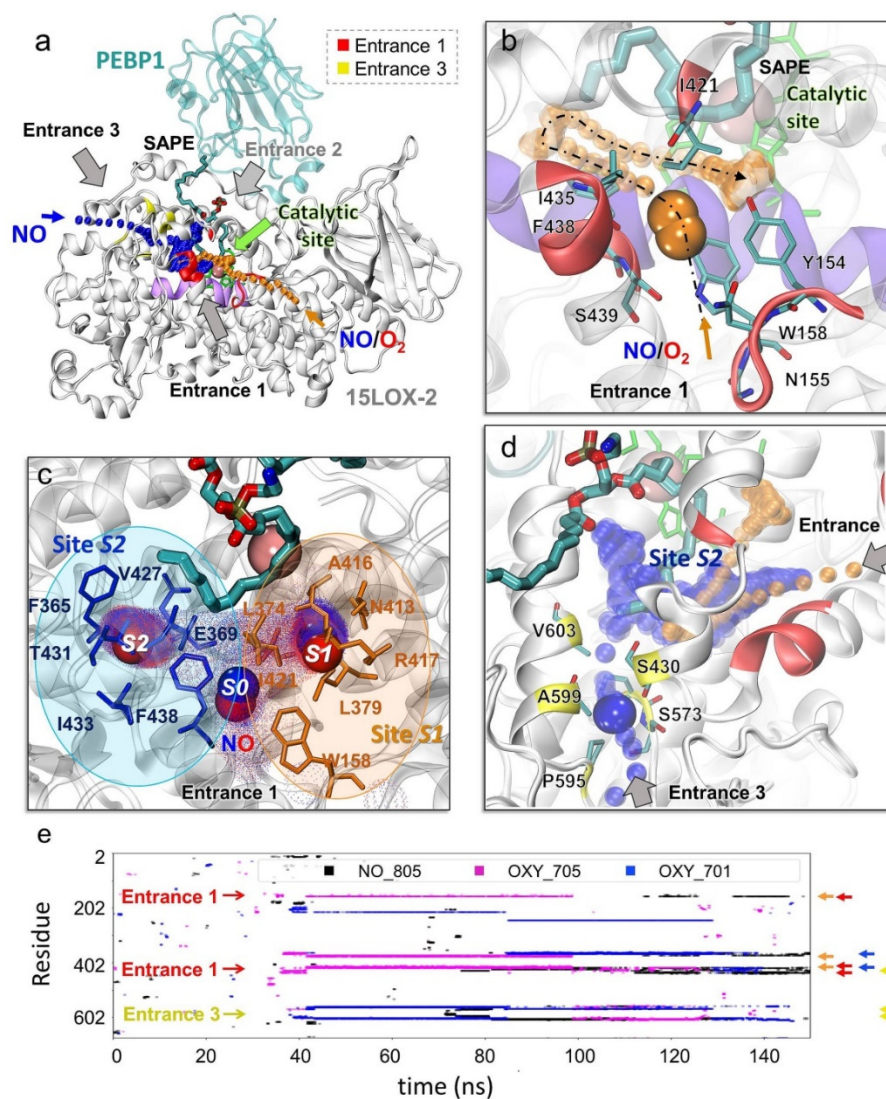 a
PEBP1
Entrance 1
Entrance 3
Entrance 3
SAPE
Entrance 2
Catalytic
site
NO
NO/O₂
Entrance 1
15LOX-2
b
I421
SAPE
Catalytic
site
I435
F438
Y154
S439
W158
NO/O₂
N155
Entrance 1
c
Site S2
A416
V427
F365
L374
N413
E369
T431
S2
S1
R417
I421
S0
L379
I433
F438
NO
Site S1
W158
Entrance 1
d
Entrance
Site S2
V603
S430
A599
S573
P595
Entrance 3
e
NO_805
OXY_705
OXY_701
2
Entrance 1
202
Residue
402
Entrance 1
602
Entrance 3
0
20
40
60
80
100
120
140
time (ns)